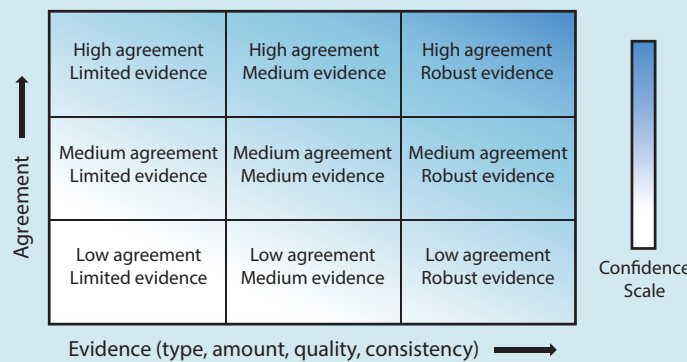 High agreement
Limited evidence
High agreement
Medium evidence
High agreement
Robust evidence
Medium agreement
Limited evidence
Medium agreement
Medium evidence
Medium agreement
Robust evidence
Low agreement
Limited evidence
Low agreement
Medium evidence
Low agreement
Robust evidence
Agreement
Evidence (type, amount, quality, consistency)
Confidence
Scale